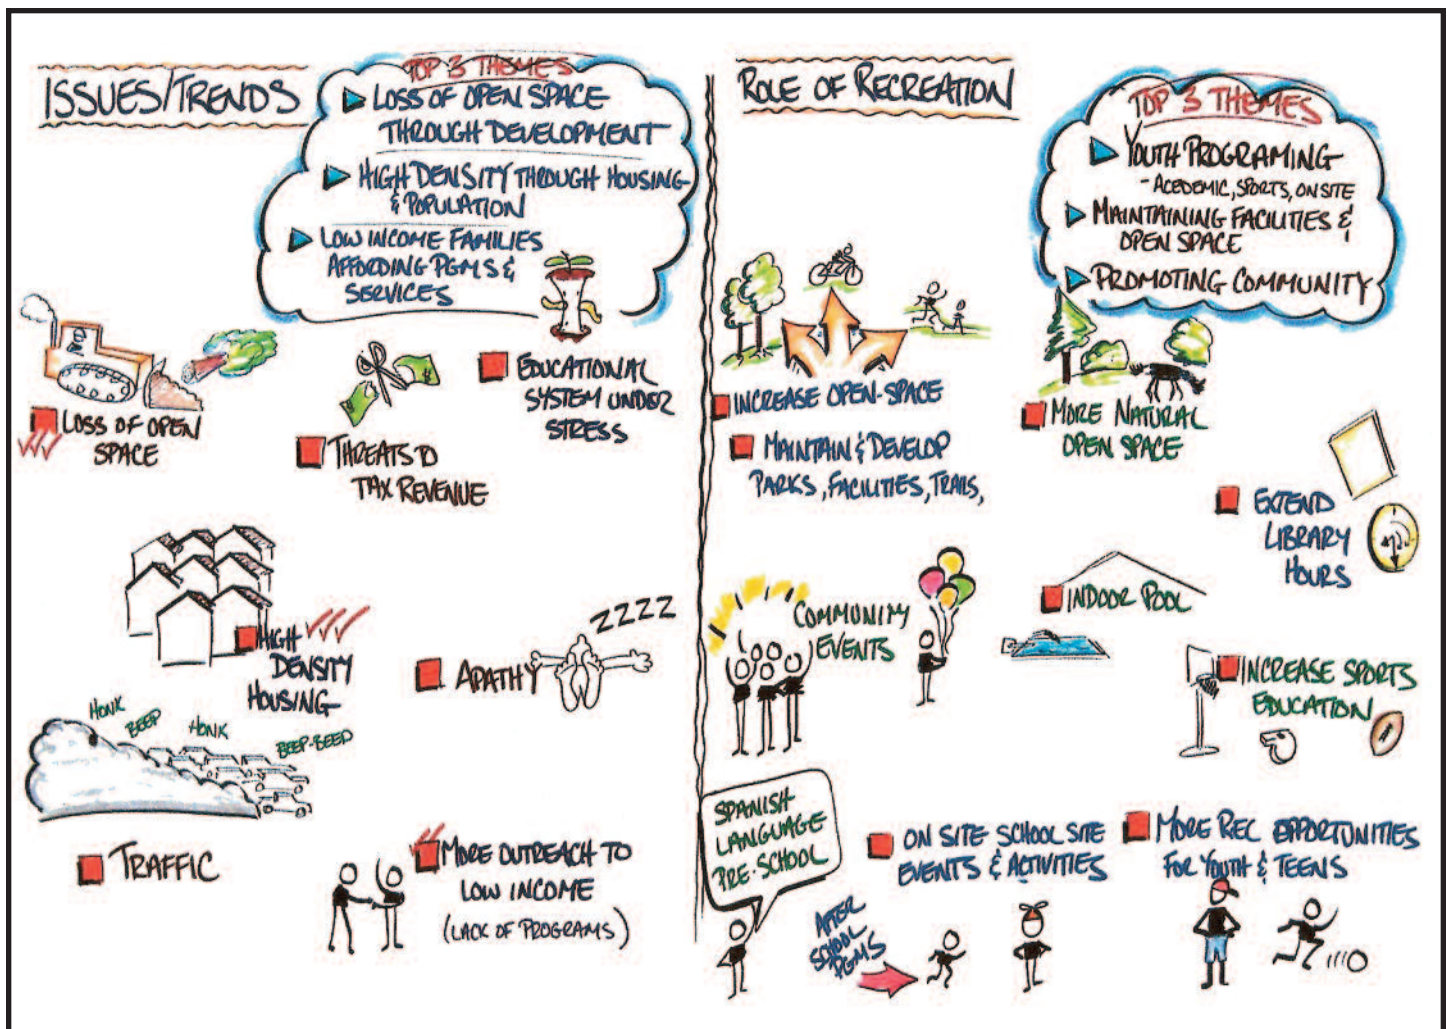 ISSUES/TRENDS
TOP 3 THEMES
LOSS OF OPEN SPACE
THROUGH DEVELOPMENT
HIGH DENSITY THROUGH HOUSING
& POPULATION
LOW INCOME FAMILIES
AFFORDING PGMS &
SERVICES
LOSS OF OPEN
SPACE
THREATS TO
TAX REVENUE
EDUCATIONAL
SYSTEM UNDER
STRESS
HIGH
DENSITY
HOUSING
APATHY
ZZZZ
HONK
BEEP
HONK
BEEP-BEEP
TRAFFIC
MORE OUTREACH TO
LOW INCOME
(LACK OF PROGRAMS)
ROLE OF RECREATION
TOP 3 THEMES
YOUTH PROGRAMING
- ACEDEMIC, SPORTS, ON SITE
MAINTAINING FACILITIES &
OPEN SPACE
PROMOTING COMMUNITY
INCREASE OPEN-SPACE
MAINTAIN & DEVELOP
PARKS, FACILITIES, TRAILS,
MORE NATURAL
OPEN SPACE
EXTEND
LIBRARY
HOURS
COMMUNITY
EVENTS
INDOOR POOL
INCREASE SPORTS
EDUCATION
SPANISH
LANGUAGE
PRE-SCHOOL
AFTER
SCHOOL
PGMS
ON SITE SCHOOL SITE
EVENTS & ACTIVITIES
MORE REC OPPORTUNITIES
FOR YOUTH & TEENS